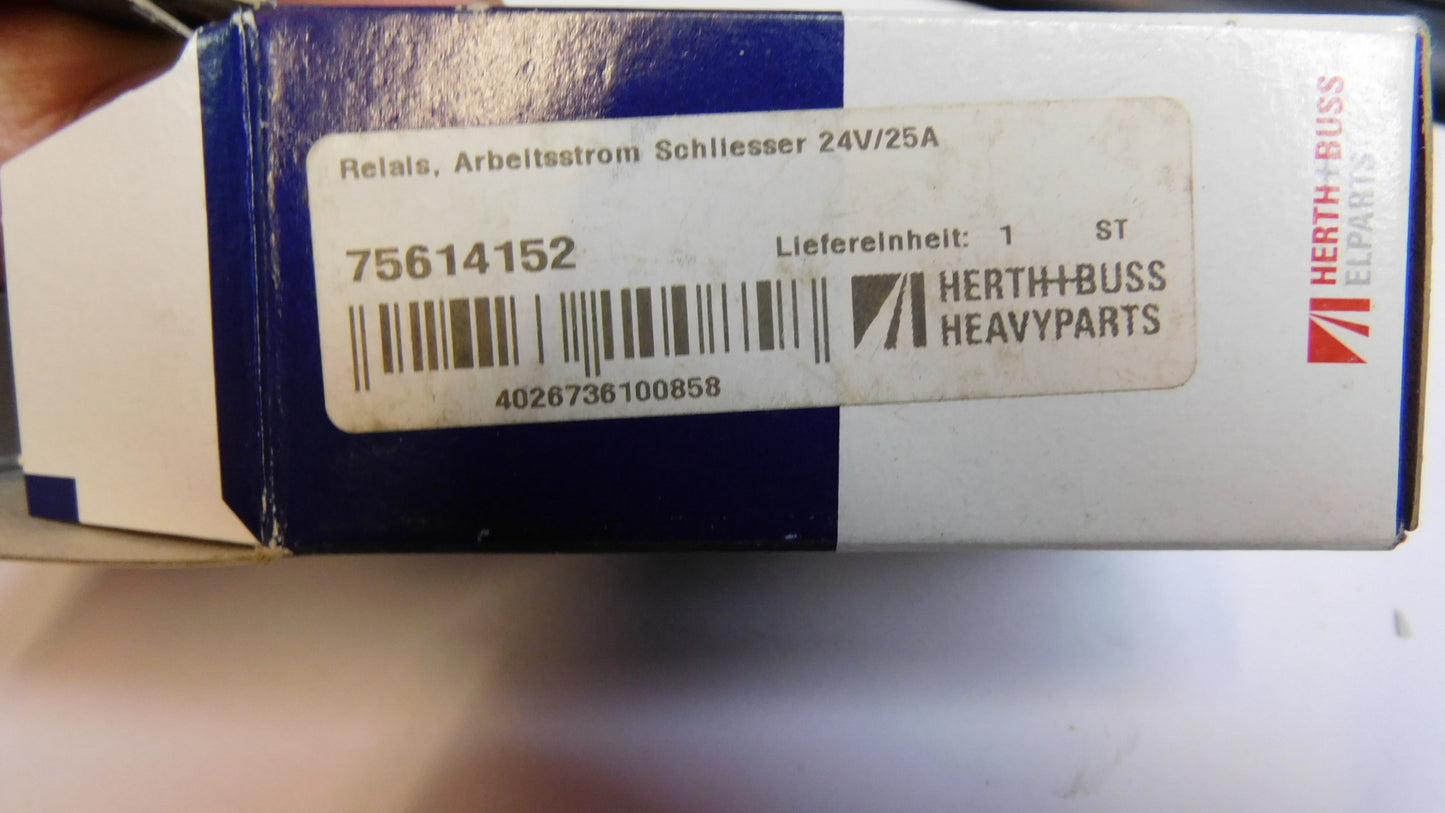 Relais, Arbeitsstrom Schliesser 24V/25A
75614152
Liefereinheit: 1 ST
HERTH+BUSS
HEAVYPARTS
4026736100858
HERTH+BUSS
ELPARTS